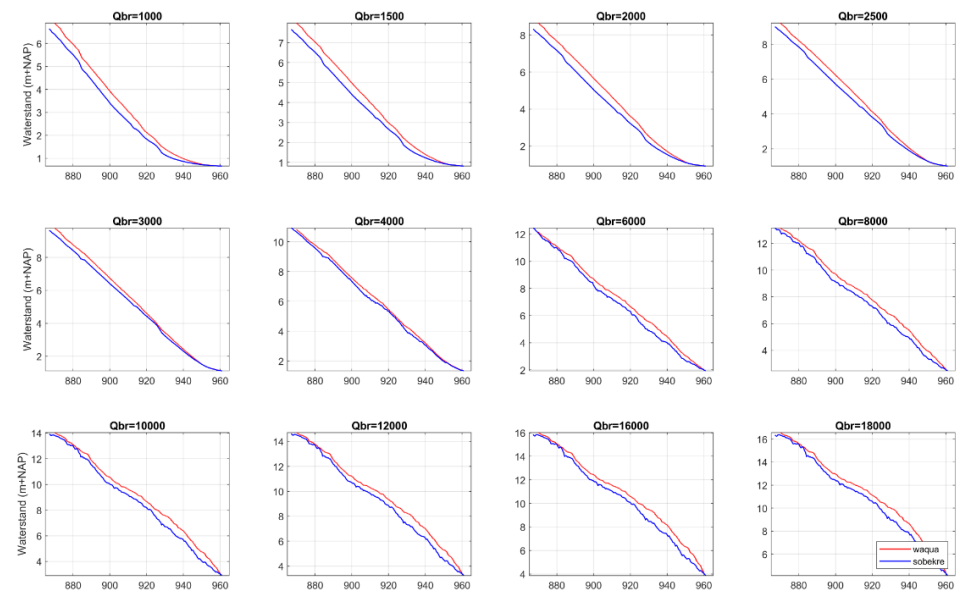 Qbr=1000 Qbr=1500 Qbr=2000 Qbr=2500
Waterstand (m+NAP)
6 5 4 3 2 1
880 900 920 940 960
7 6 5 4 3 2 1
880 900 920 940 960
8 6 4 2
880 900 920 940 960
8 6 4 2
880 900 920 940 960
Qbr=3000 Qbr=4000 Qbr=6000 Qbr=8000
Waterstand (m+NAP)
8 6 4 2
880 900 920 940 960
10 8 6 4 2
880 900 920 940 960
12 10 8 6 4 2
880 900 920 940 960
12 10 8 6 4
880 900 920 940 960
Qbr=10000 Qbr=12000 Qbr=16000 Qbr=18000
Waterstand (m+NAP)
14 12 10 8 6 4
880 900 920 940 960
14 12 10 8 6 4
880 900 920 940 960
16 14 12 10 8 6 4
880 900 920 940 960
16 14 12 10 8 6
880 900 920 940 960
waqua
sobekre